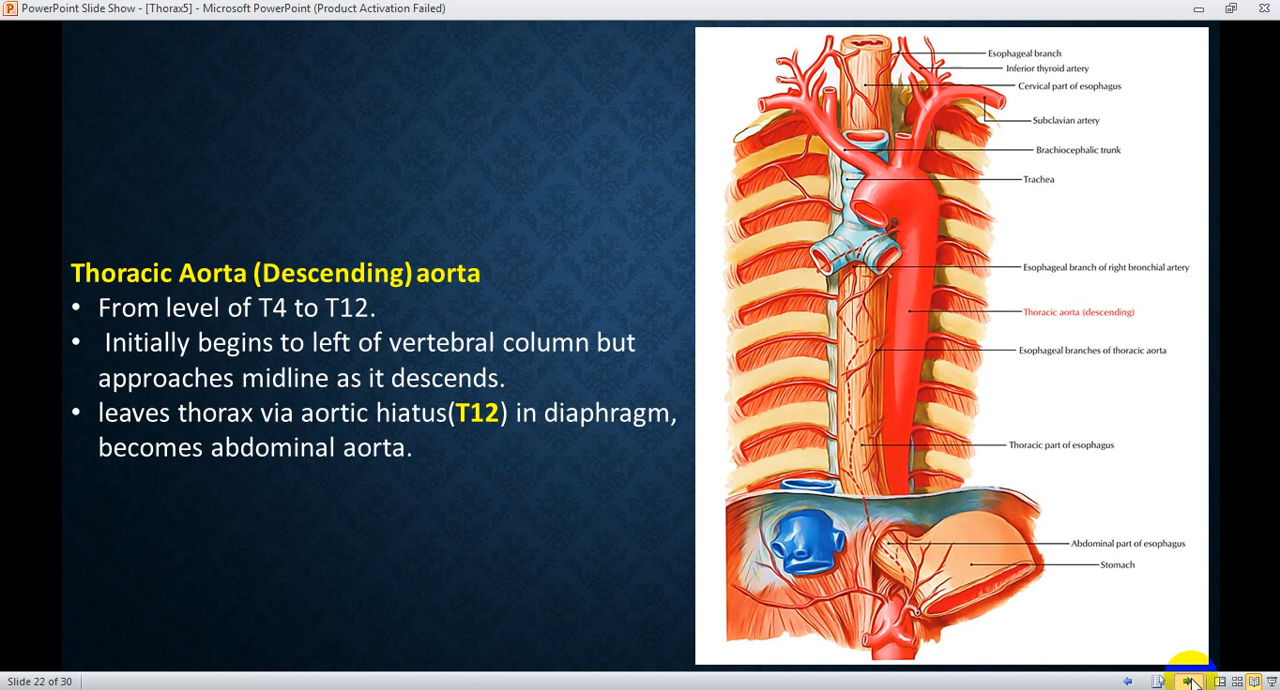 PowerPoint Slide Show - [Thorax5] - Microsoft PowerPoint (Product Activation Failed)
Thoracic Aorta (Descending) aorta
• From level of T4 to T12.
• Initially begins to left of vertebral column but
approaches midline as it descends.
• leaves thorax via aortic hiatus(T12) in diaphragm,
becomes abdominal aorta.
Esophageal branch
Inferior thyroid artery
Cervical part of esophagus
Subclavian artery
Brachiocephalic trunk
Trachea
Esophageal branch of right bronchial artery
Thoracic aorta (descending)
Esophageal branches of thoracic aorta
Thoracic part of esophagus
Abdominal part of esophagus
Stomach
Slide 22 of 30